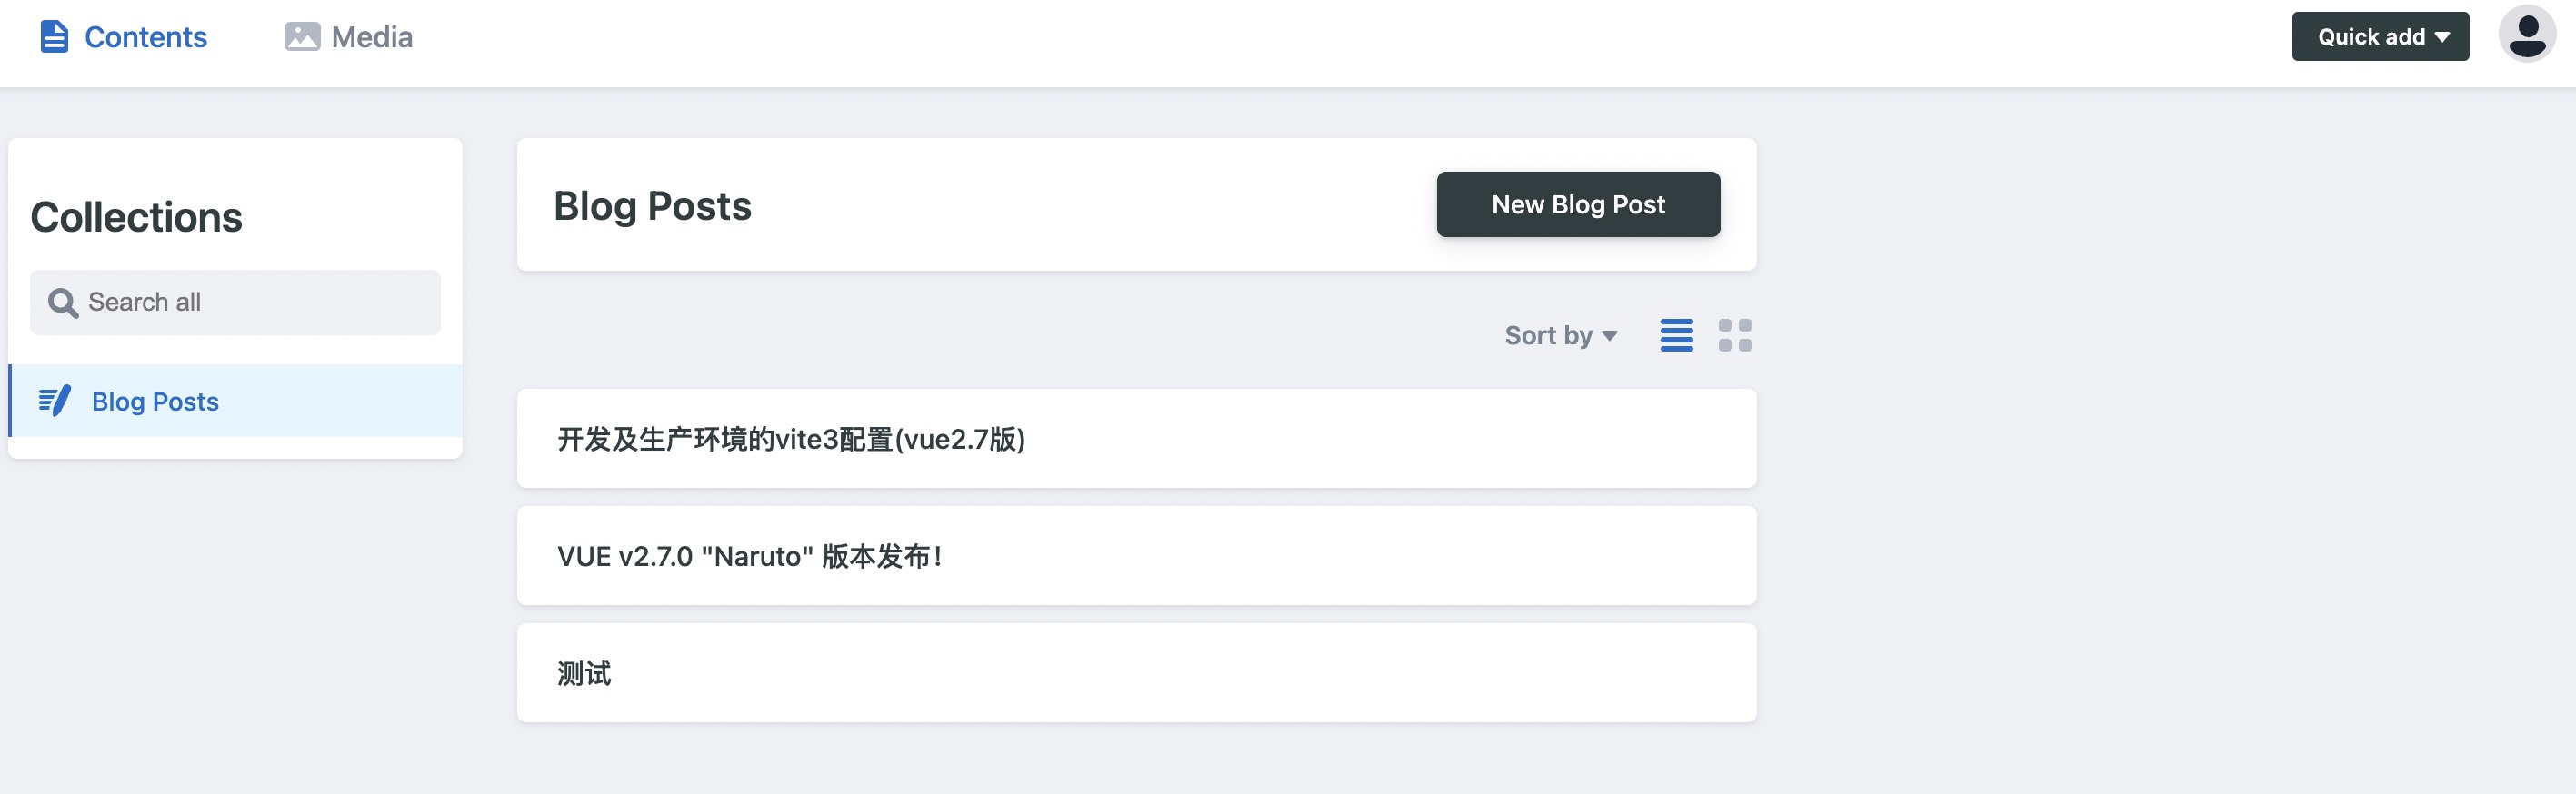 Contents
Media
Quick add
Collections
Search all
Blog Posts
Blog Posts
New Blog Post
Sort by
开发及生产环境的vite3配置(vue2.7版)
VUE v2.7.0 "Naruto" 版本发布！
测试